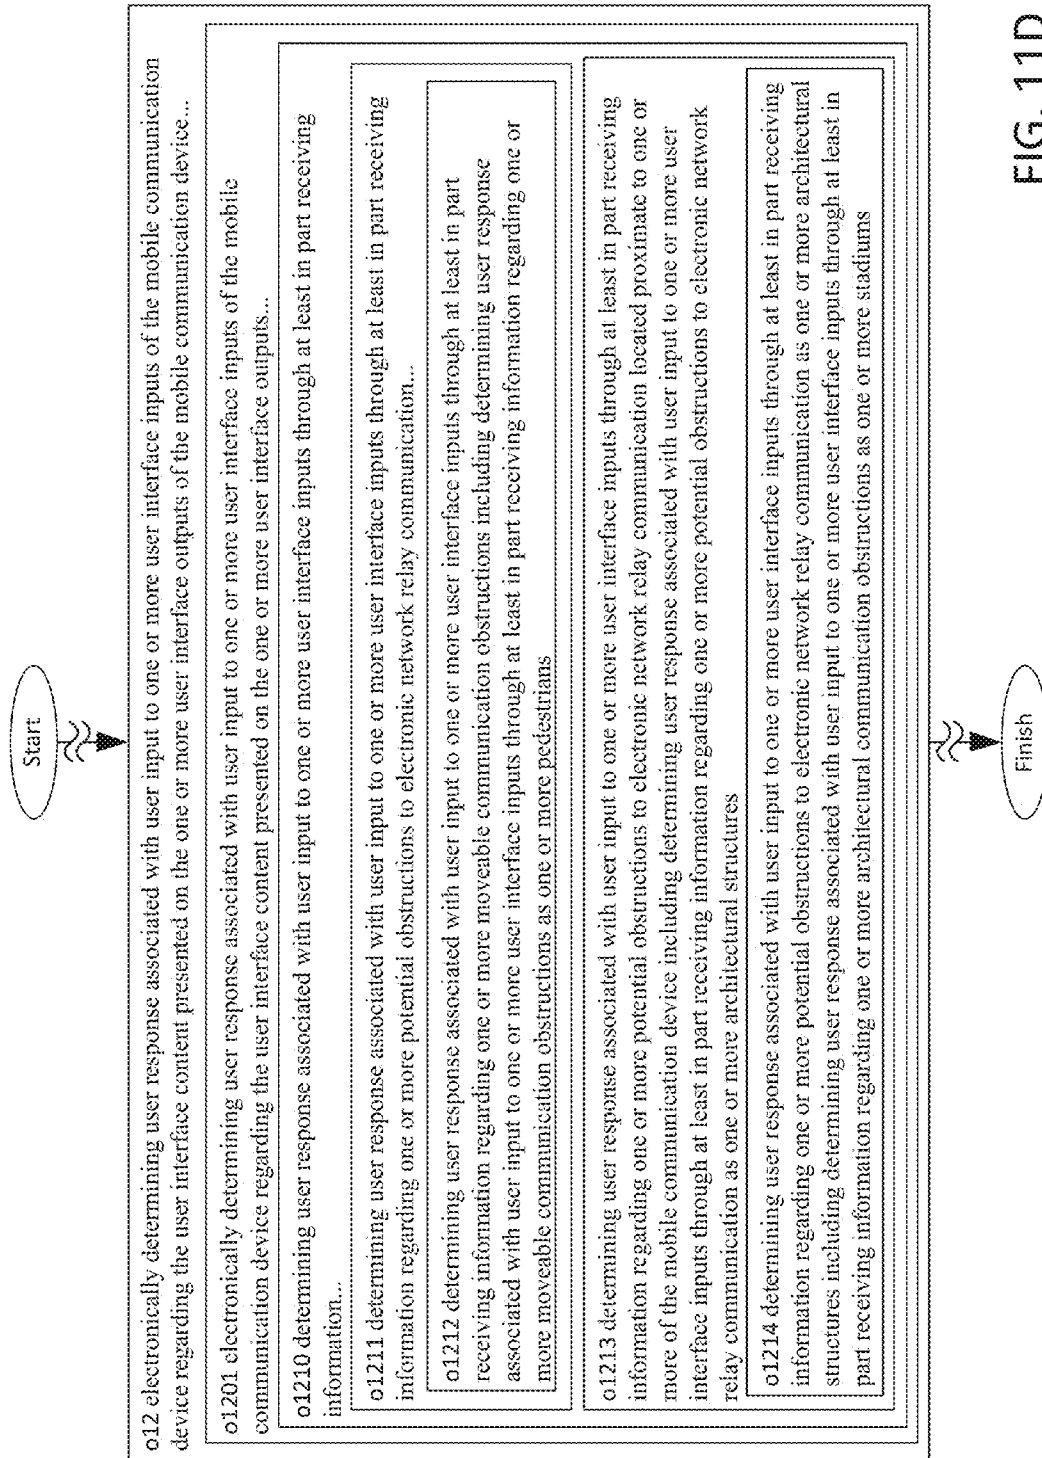 Start
o12 electronically determining user response associated with user input to one or more user interface inputs of the mobile communication
device regarding the user interface content presented on the one or more user interface outputs of the mobile communication device...
o1201 electronically determining user response associated with user input to one or more user interface inputs of the mobile
communication device regarding the user interface content presented on the one or more user interface outputs...
o1210 determining user response associated with user input to one or more user interface inputs through at least in part receiving
information...
o1211 determining user response associated with user input to one or more user interface inputs through at least in part receiving
information regarding one or more potential obstructions to electronic network relay communication...
o1212 determining user response associated with user input to one or more user interface inputs through at least in part
receiving information regarding one or more moveable communication obstructions including determining user response
associated with user input to one or more user interface inputs through at least in part receiving information regarding one or
more moveable communication obstructions as one or more pedestrians
o1213 determining user response associated with user input to one or more user interface inputs through at least in part receiving
information regarding one or more potential obstructions to electronic network relay communication located proximate to one or
more of the mobile communication device including determining user response associated with user input to one or more user
interface inputs through at least in part receiving information regarding one or more potential obstructions to electronic network
relay communication as one or more architectural structures
o1214 determining user response associated with user input to one or more user interface inputs through at least in part receiving
information regarding one or more potential obstructions to electronic network relay communication as one or more architectural
structures including determining user response associated with user input to one or more user interface inputs through at least in
part receiving information regarding one or more architectural communication obstructions as one or more stadiums
Finish
FIG. 11D